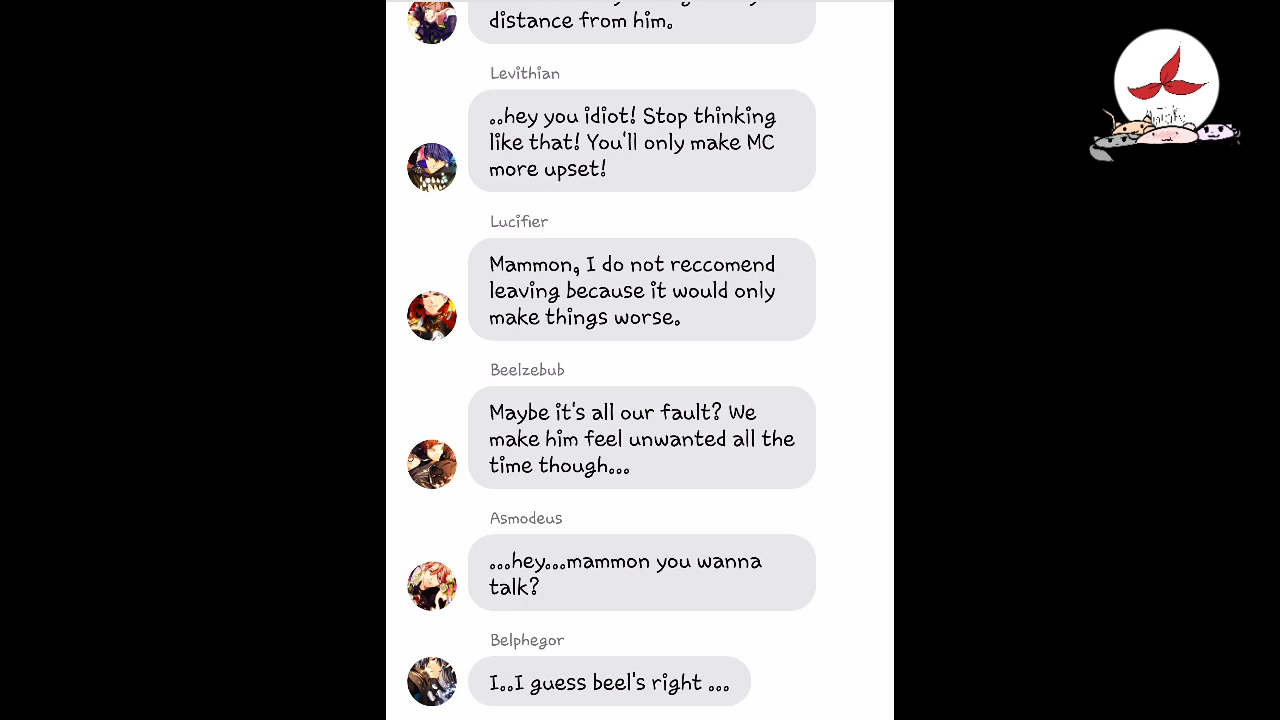 distance from him.
Levithian
..hey you idiot! Stop thinking
like that! You'll only make MC
more upset!
Lucifier
Mammon, I do not reccomend
leaving because it would only
make things worse.
Beelzebub
Maybe it's all our fault? We
make him feel unwanted all the
time though...
Asmodeus
...hey...mammon you wanna
talk?
Belphegor
I..I guess beel's right ...